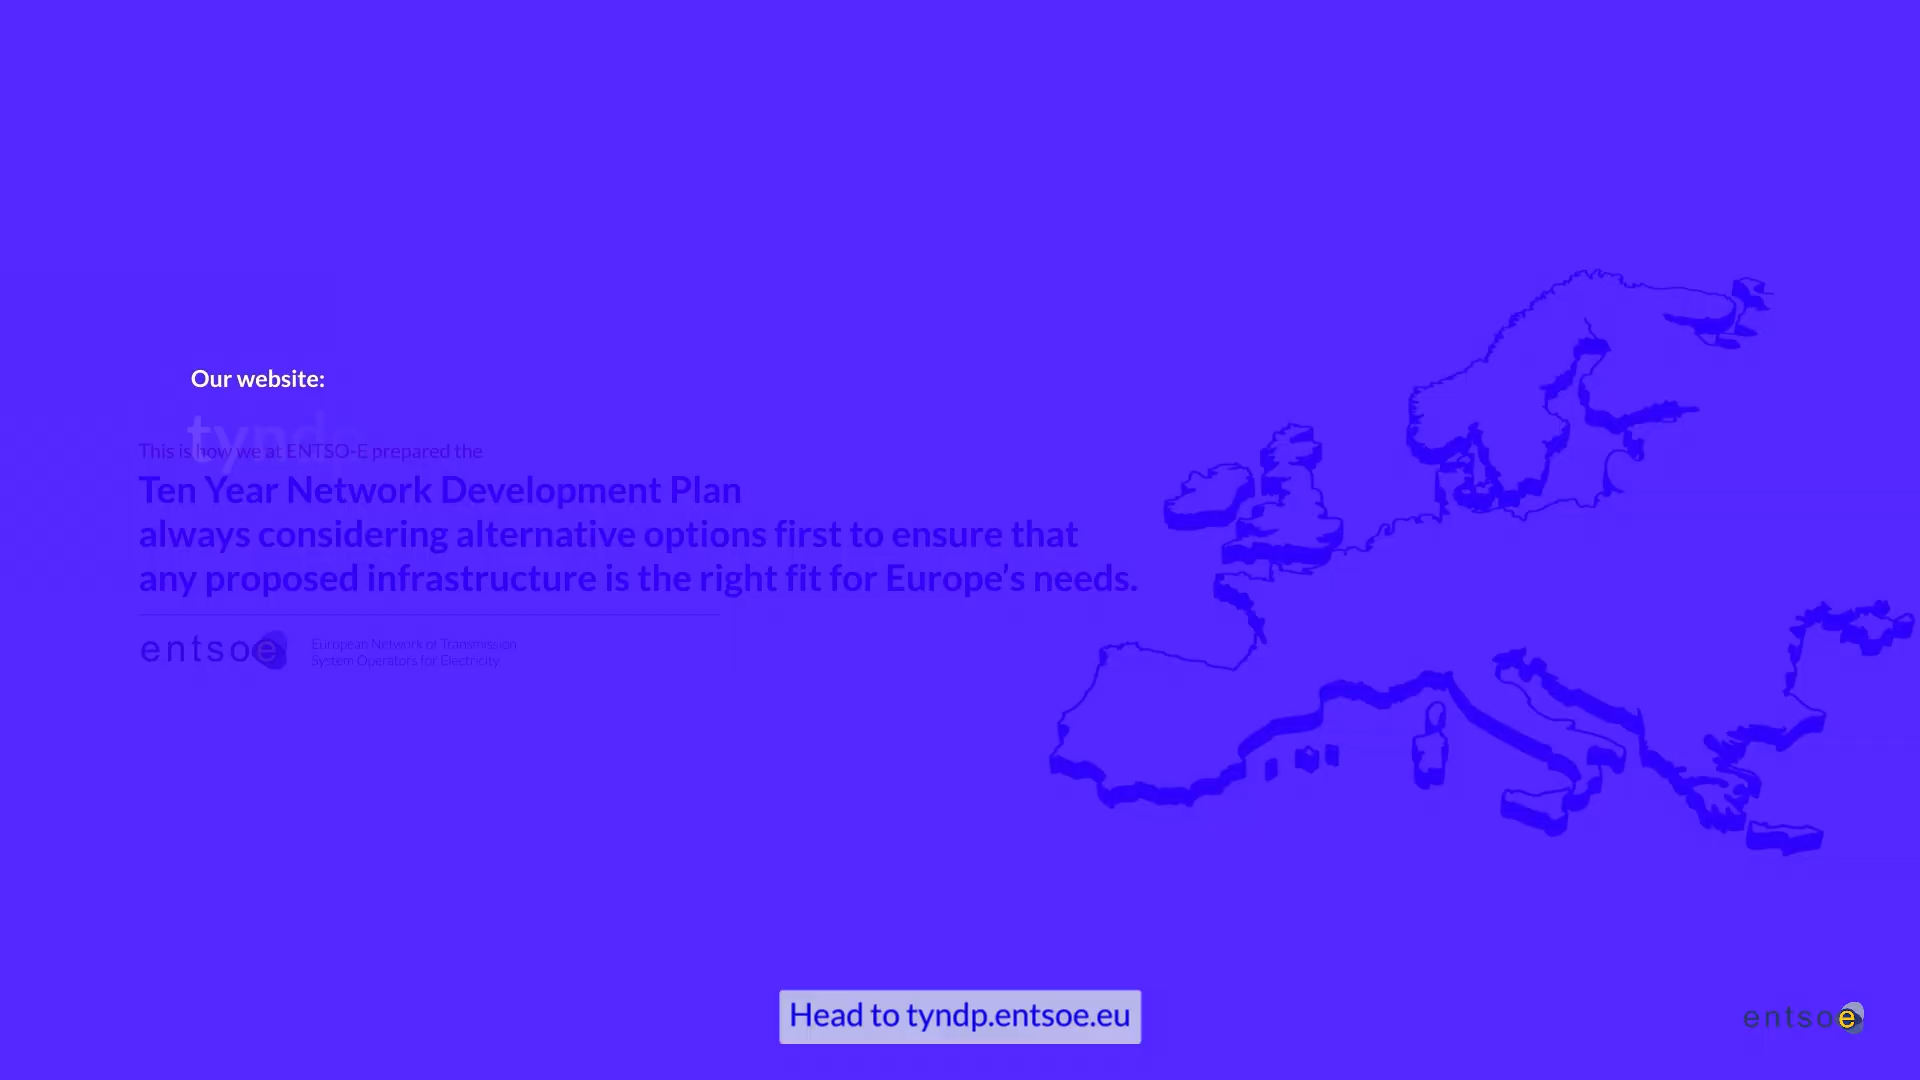 Our website:
tynd
This is how we at ENTSO-E prepared the
Ten Year Network Development Plan
always considering alternative options first to ensure that
any proposed infrastructure is the right fit for Europe's needs.
entsoe
European Network of Transmission
System Operators for Electricity
Head to tyndp.entsoe.eu
entsoe